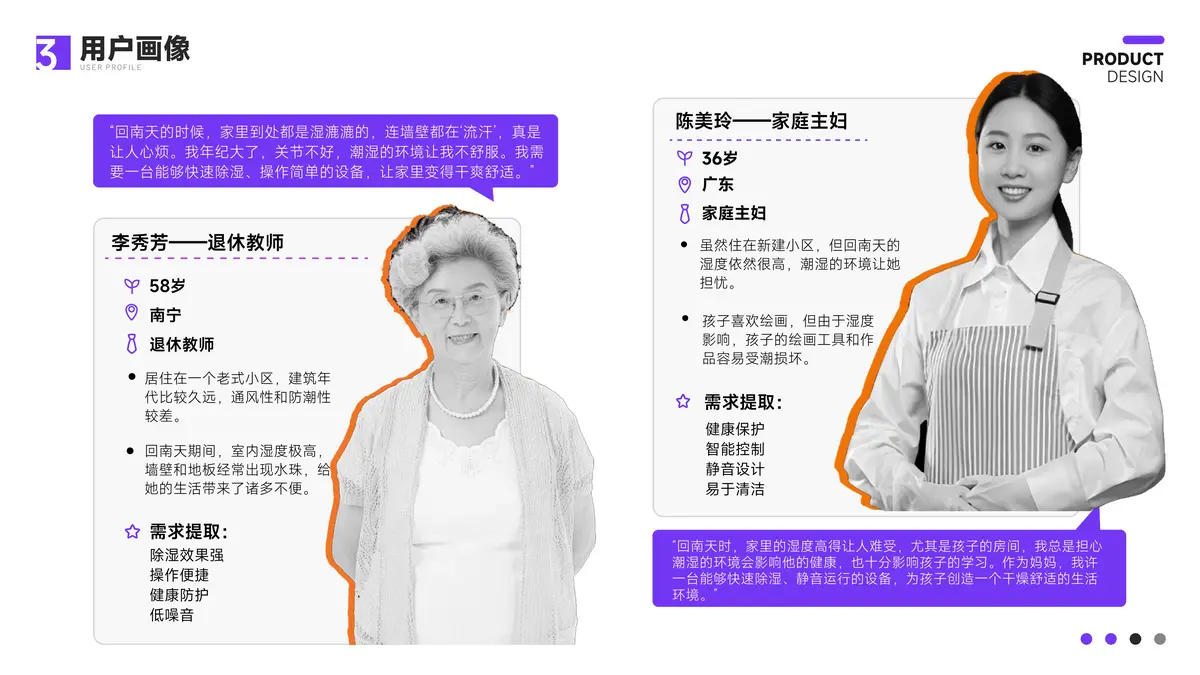 3 用户画像
USER PROFILE
PRODUCT
DESIGN
“回南天的时候，家里到处都是湿漉漉的，连墙壁都在‘流汗’，真是
让人心烦。我年纪大了，关节不好，潮湿的环境让我不舒服。我需
要一台能够快速除湿、操作简单的设备，让家里变得干爽舒适。”
李秀芳——退休教师
58岁
南宁
退休教师
居住在一个老式小区，建筑年
代比较久远，通风性和防潮性
较差。
回南天期间，室内湿度极高，
墙壁和地板经常出现水珠，给
她的生活带来了诸多不便。
需求提取：
除湿效果强
操作便捷
健康防护
低噪音
陈美玲——家庭主妇
36岁
广东
家庭主妇
虽然住在新建小区，但回南天的
湿度依然很高，潮湿的环境让她
担忧。
孩子喜欢绘画，但由于湿度
影响，孩子的绘画工具和作
品容易受潮损坏。
需求提取：
健康保护
智能控制
静音设计
易于清洁
“回南天时，家里的湿度高得让人难受，尤其是孩子的房间，我总是担心
潮湿的环境会影响他的健康，也十分影响孩子的学习。作为妈妈，我许
一台能够快速除湿、静音运行的设备，为孩子创造一个干燥舒适的生活
环境。”